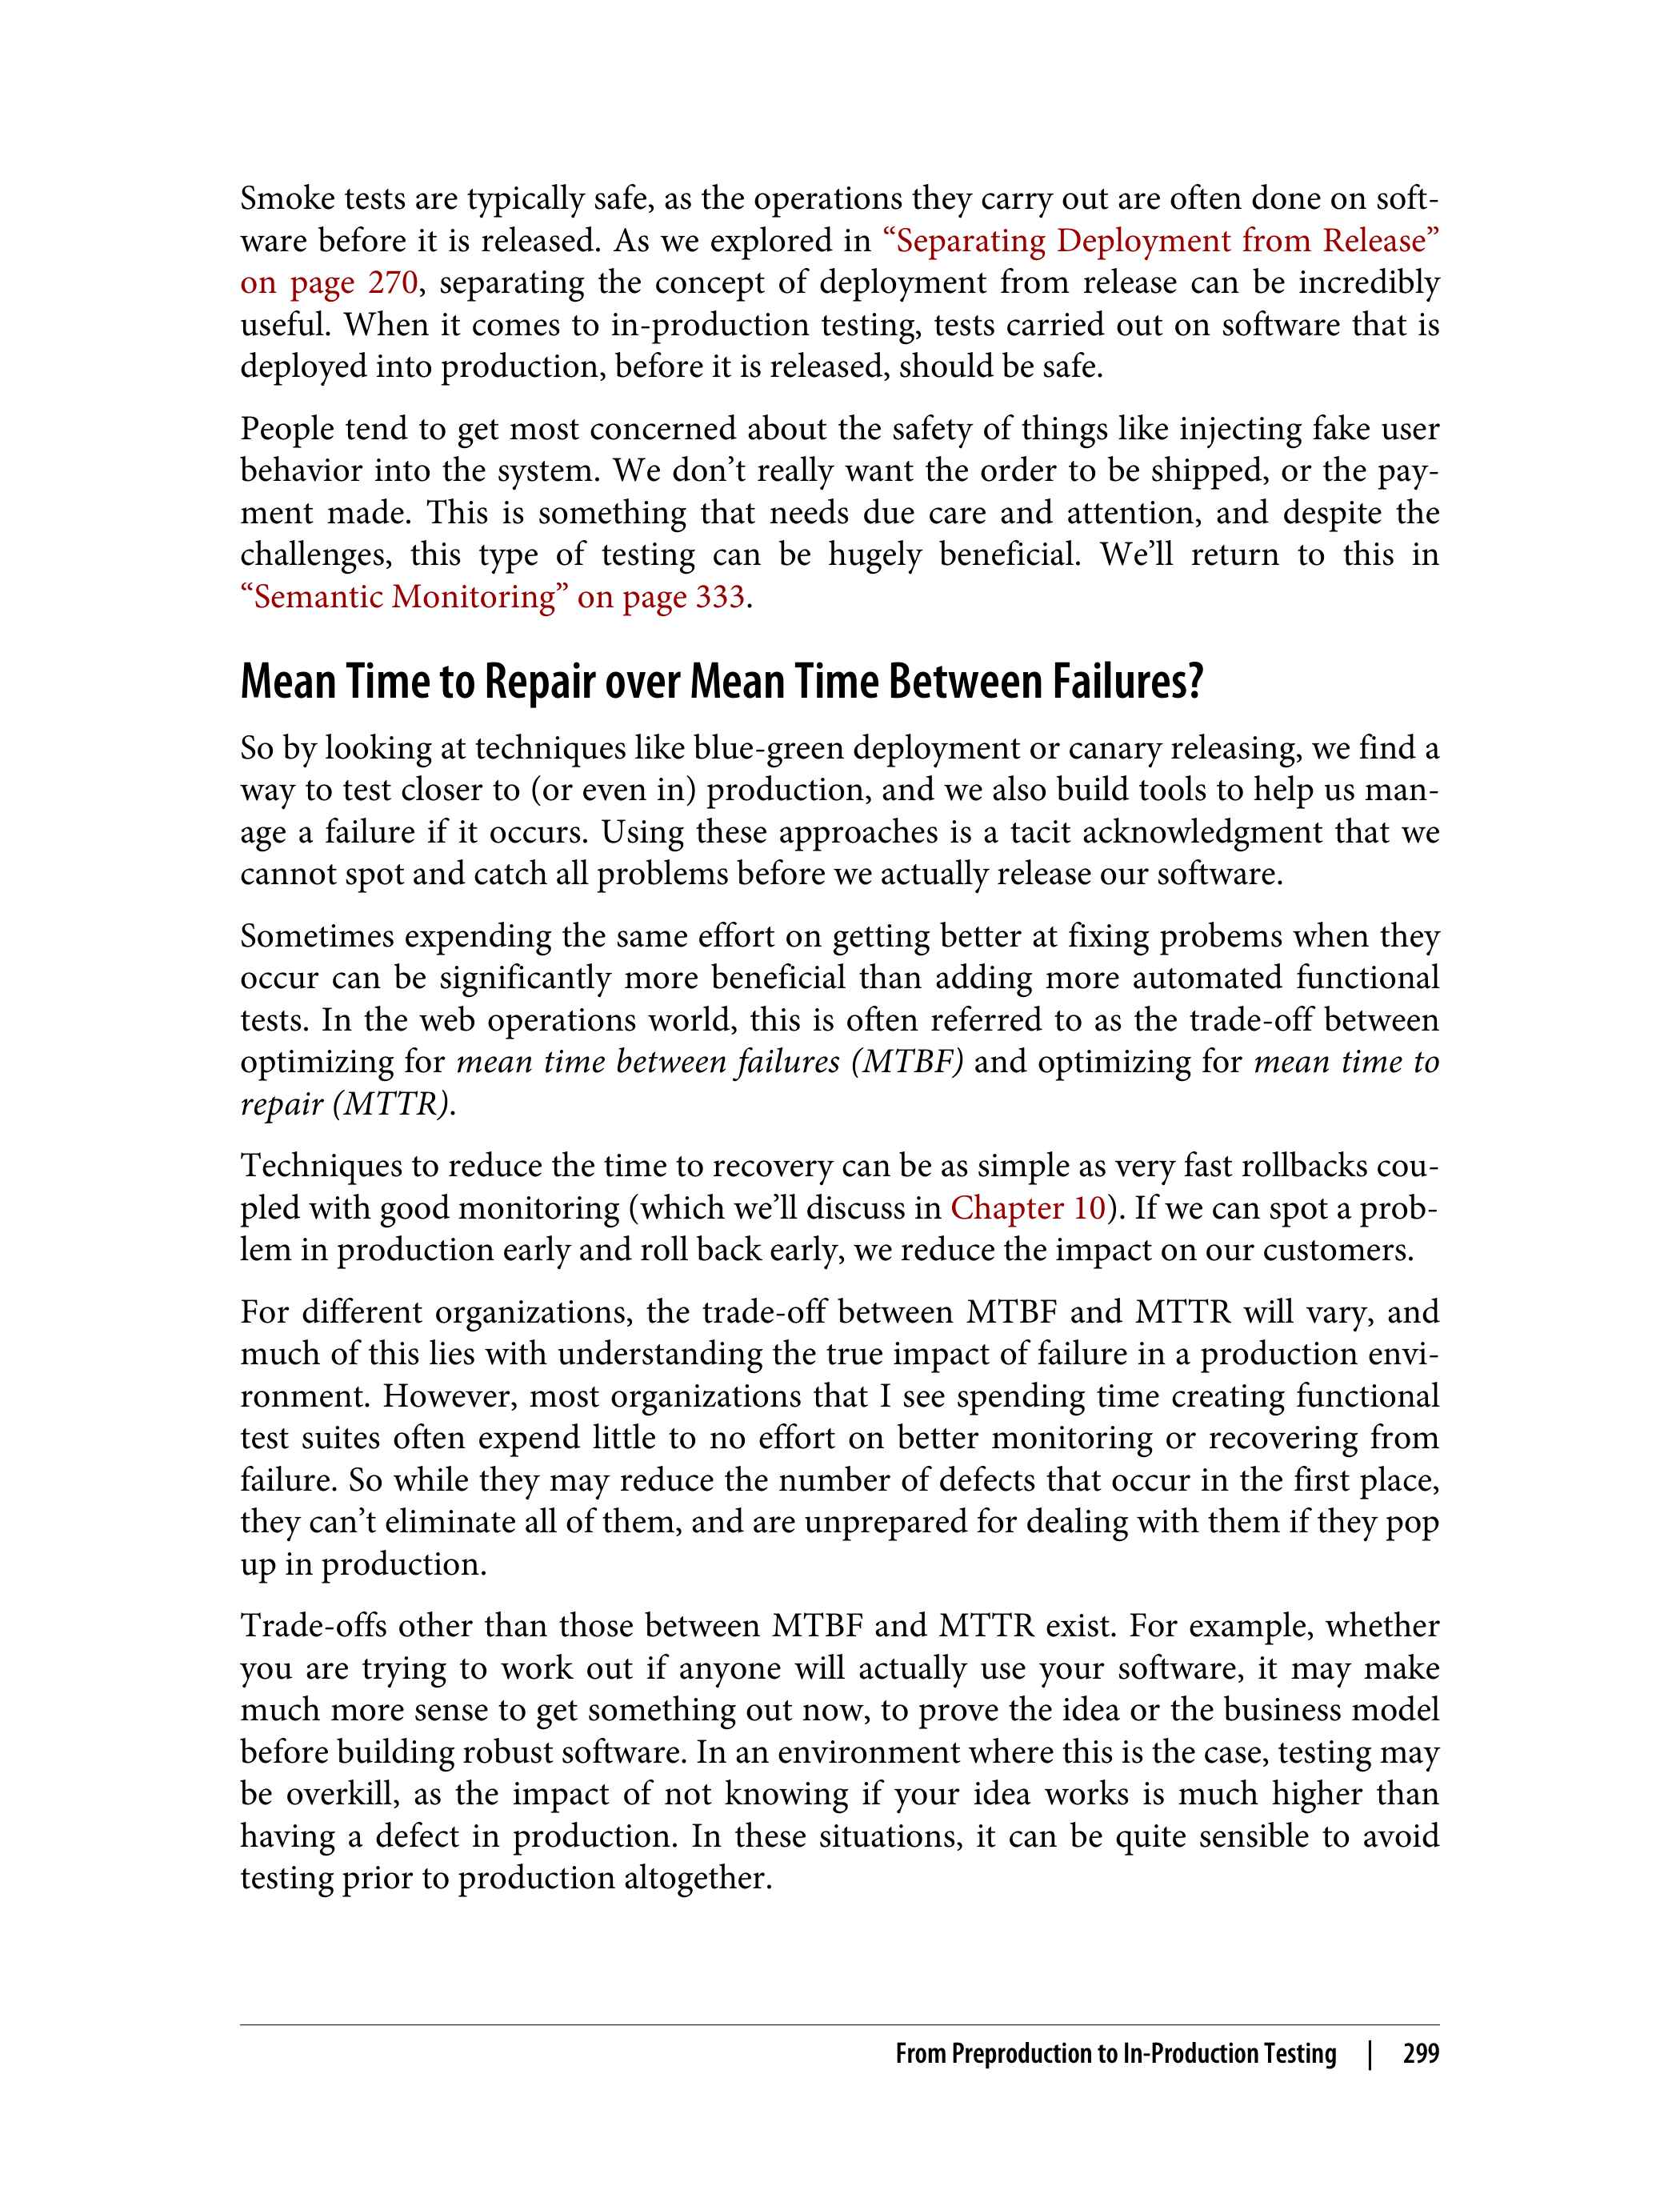 Smoke tests are typically safe, as the operations they carry out are often done on soft-
ware before it is released. As we explored in “Separating Deployment from Release”
on page 270, separating the concept of deployment from release can be incredibly
useful. When it comes to in-production testing, tests carried out on software that is
deployed into production, before it is released, should be safe.
People tend to get most concerned about the safety of things like injecting fake user
behavior into the system. We don’t really want the order to be shipped, or the pay-
ment made. This is something that needs due care and attention, and despite the
challenges, this type of testing can be hugely beneficial. We’ll return to this in
“Semantic Monitoring” on page 333.
Mean Time to Repair over Mean Time Between Failures?
So by looking at techniques like blue-green deployment or canary releasing, we find a
way to test closer to (or even in) production, and we also build tools to help us man-
age a failure if it occurs. Using these approaches is a tacit acknowledgment that we
cannot spot and catch all problems before we actually release our software.
Sometimes expending the same effort on getting better at fixing probems when they
occur can be significantly more beneficial than adding more automated functional
tests. In the web operations world, this is often referred to as the trade-off between
optimizing for mean time between failures (MTBF) and optimizing for mean time to
repair (MTTR).
Techniques to reduce the time to recovery can be as simple as very fast rollbacks cou-
pled with good monitoring (which we’ll discuss in Chapter 10). If we can spot a prob-
lem in production early and roll back early, we reduce the impact on our customers.
For different organizations, the trade-off between MTBF and MTTR will vary, and
much of this lies with understanding the true impact of failure in a production envi-
ronment. However, most organizations that I see spending time creating functional
test suites often expend little to no effort on better monitoring or recovering from
failure. So while they may reduce the number of defects that occur in the first place,
they can’t eliminate all of them, and are unprepared for dealing with them if they pop
up in production.
Trade-offs other than those between MTBF and MTTR exist. For example, whether
you are trying to work out if anyone will actually use your software, it may make
much more sense to get something out now, to prove the idea or the business model
before building robust software. In an environment where this is the case, testing may
be overkill, as the impact of not knowing if your idea works is much higher than
having a defect in production. In these situations, it can be quite sensible to avoid
testing prior to production altogether.
From Preproduction to In-Production Testing | 299